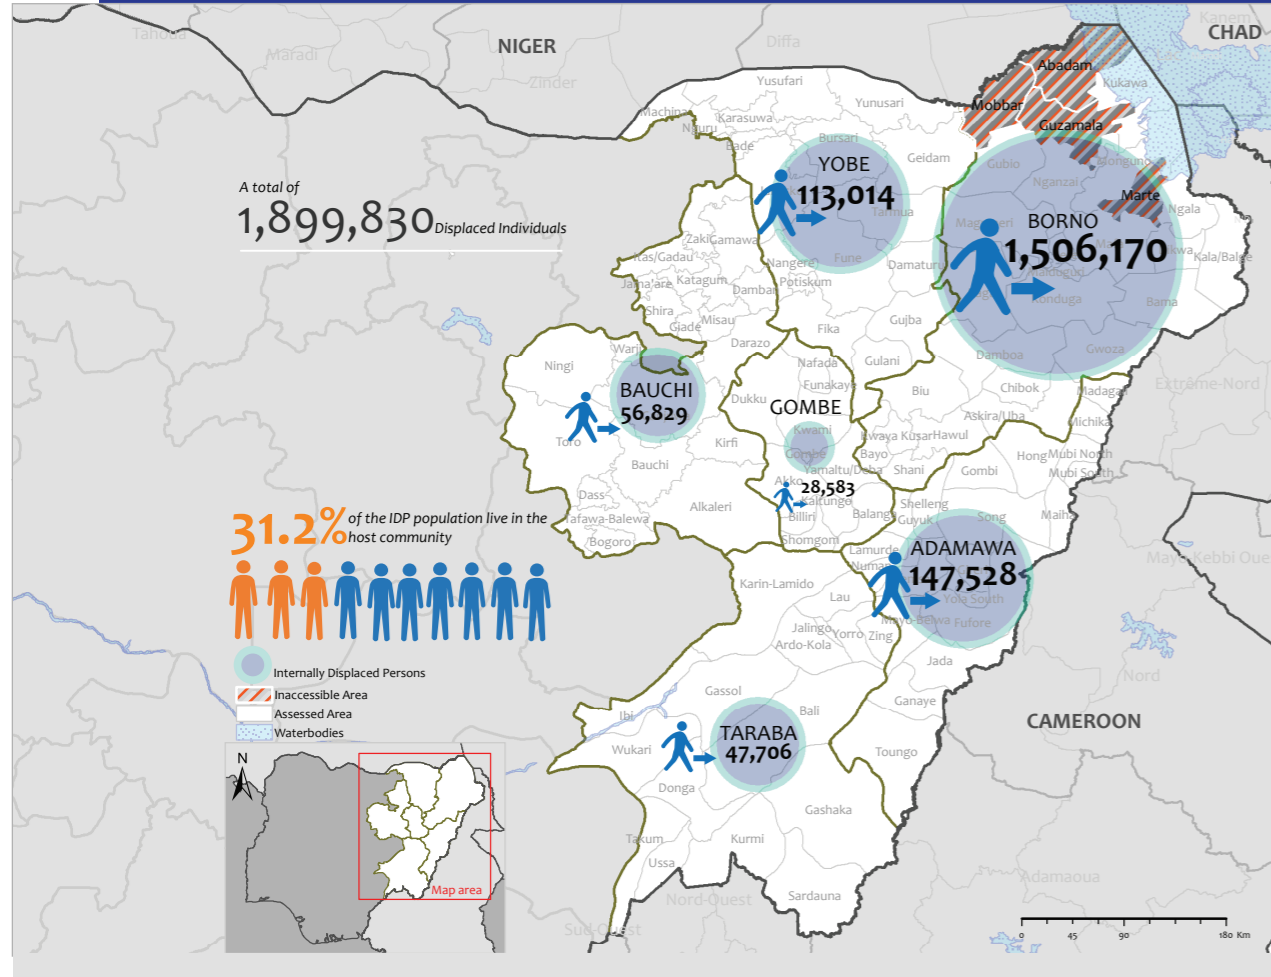 Tahoua
Maradi
NIGER
Zinder
Diffa
Kanem
CHAD
Abadam
Kukawa
Mobbar
Guzamala
Yusufari
Yunusari
Machina
Nguru
Karasuwa
Bade
Bursari
Geidam
Gubio
Monguno
Nganzai
Marte
Ngala
YOBE
113,014
Tarmua
BORNO
1,506,170
Kala/Balge
Konduga
Bama
A total of
1,899,830 Displaced Individuals
Zaki
Gamawa
Itas/Gadau
Jama'are
Katagum
Dambam
Shira
Giade
Misau
Darazo
Nangere
Fune
Potiskum
Damaturu
Fika
Gujba
Gulani
Damboa
Gwoza
Ningi
Warji
BAUCHI
56,829
Toro
Kirfi
Bauchi
Dass
Tafawa-Balewa
Bogoro
Alkaleri
Nafada
Funakaye
Dukku
GOMBE
Kwami
Gombe
Yamaltu/Deba
Akko
28,583
Kaltungo
Billiri
Balanga
Shomgom
Biu
Chibok
Madagali
Askira/Uba
Michika
Kwaya Kusar
Hawul
Bayo
Shani
Gombi
Hong
Mubi North
Mubi South
Extrême-Nord
Shelleng
Guyuk
Song
Maiha
Lamurde
Numan
ADAMAWA
147,528
Yola South
Mayo-Belwa
Fufore
Jada
Ganaye
Toungo
Mayo-Kebbi Oue
31.2% of the IDP population live in the
host community
Karin-Lamido
Lau
Jalingo
Yorro
Zing
Ardo-Kola
Gassol
Bali
Ibi
Wukari
TARABA
47,706
Donga
Gashaka
Takum
Kurmi
Ussa
Sardauna
CAMEROON
Nord
Adamaoua
Nord-Ouest
Sud-Ouest
Internally Displaced Persons
Inaccessible Area
Assessed Area
Waterbodies
N
Map area
0 45 90 180 Km